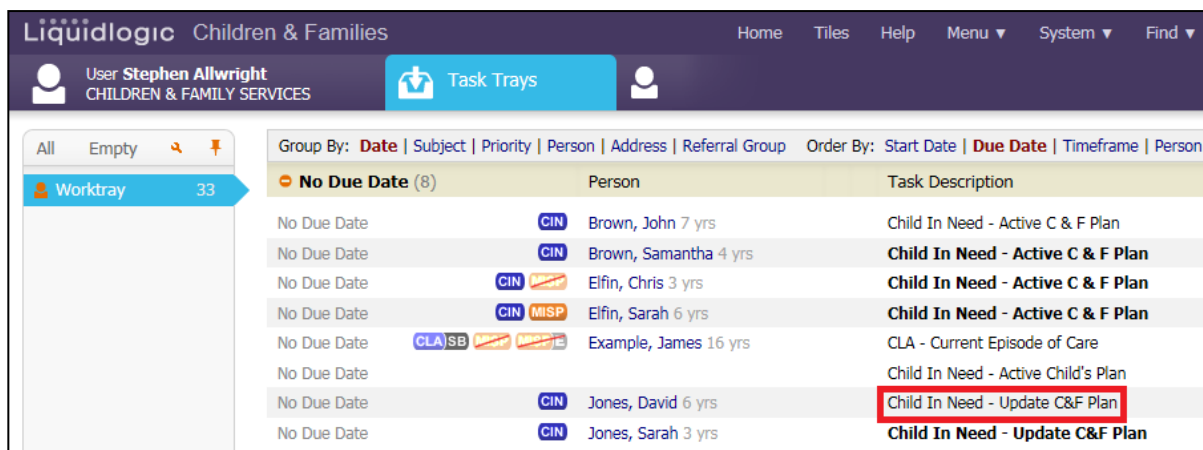 Liquidlogic Children & Families Home Tiles Help Menu ▼ System ▼ Find ▼
User Stephen Allwright
CHILDREN & FAMILY SERVICES
Task Trays
All Empty
Group By: Date | Subject | Priority | Person | Address | Referral Group Order By: Start Date | Due Date | Timeframe | Person
Worktray 33
No Due Date (8) Person Task Description
No Due Date CIN Brown, John 7 yrs Child In Need - Active C & F Plan
No Due Date CIN Brown, Samantha 4 yrs Child In Need - Active C & F Plan
No Due Date CIN Elfin, Chris 3 yrs Child In Need - Active C & F Plan
No Due Date CIN MISP Elfin, Sarah 6 yrs Child In Need - Active C & F Plan
No Due Date CLA SB Example, James 16 yrs CLA - Current Episode of Care
No Due Date Child In Need - Active Child's Plan
No Due Date CIN Jones, David 6 yrs Child In Need - Update C&F Plan
No Due Date CIN Jones, Sarah 3 yrs Child In Need - Update C&F Plan